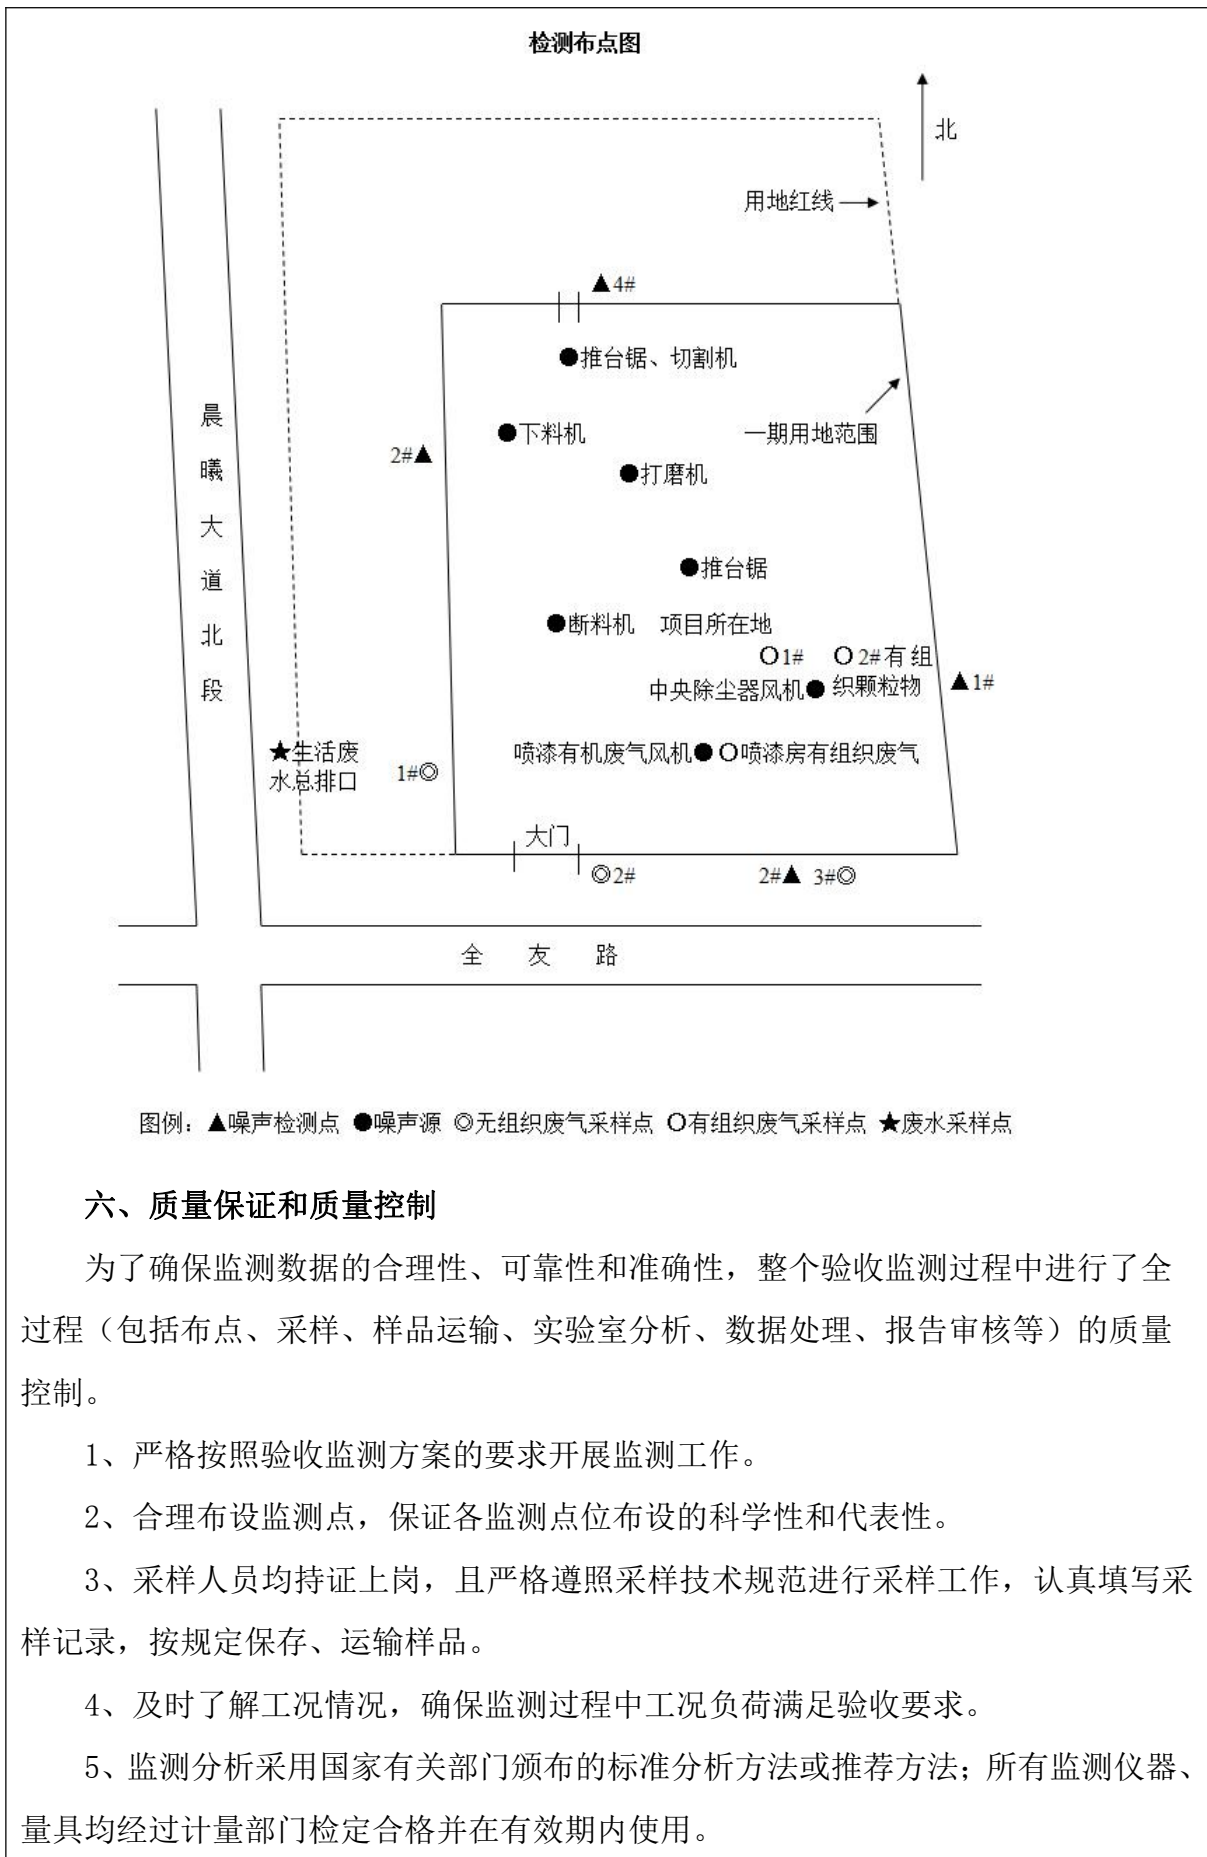 检测布点图
北
用地红线
▲4#
●推台锯、切割机
晨曦大道北段
●下料机
一期用地范围
2#▲
●打磨机
●推台锯
●断料机
项目所在地
○1#
○2#有组
织颗粒物
中央除尘器风机●
▲1#
★生活废
水总排口
1#◎
喷漆有机废气风机●
○喷漆房有组织废气
大门
◎2#
2#▲
3#◎
全友路
图例：▲噪声检测点 ●噪声源 ◎无组织废气采样点 ○有组织废气采样点 ★废水采样点
六、质量保证和质量控制
为了确保监测数据的合理性、可靠性和准确性，整个验收监测过程中进行了全
过程（包括布点、采样、样品运输、实验室分析、数据处理、报告审核等）的质量
控制。
1、严格按照验收监测方案的要求开展监测工作。
2、合理布设监测点，保证各监测点位布设的科学性和代表性。
3、采样人员均持证上岗，且严格遵照采样技术规范进行采样工作，认真填写采
样记录，按规定保存、运输样品。
4、及时了解工况情况，确保监测过程中工况负荷满足验收要求。
5、监测分析采用国家有关部门颁布的标准分析方法或推荐方法；所有监测仪器、
量具均经过计量部门检定合格并在有效期内使用。